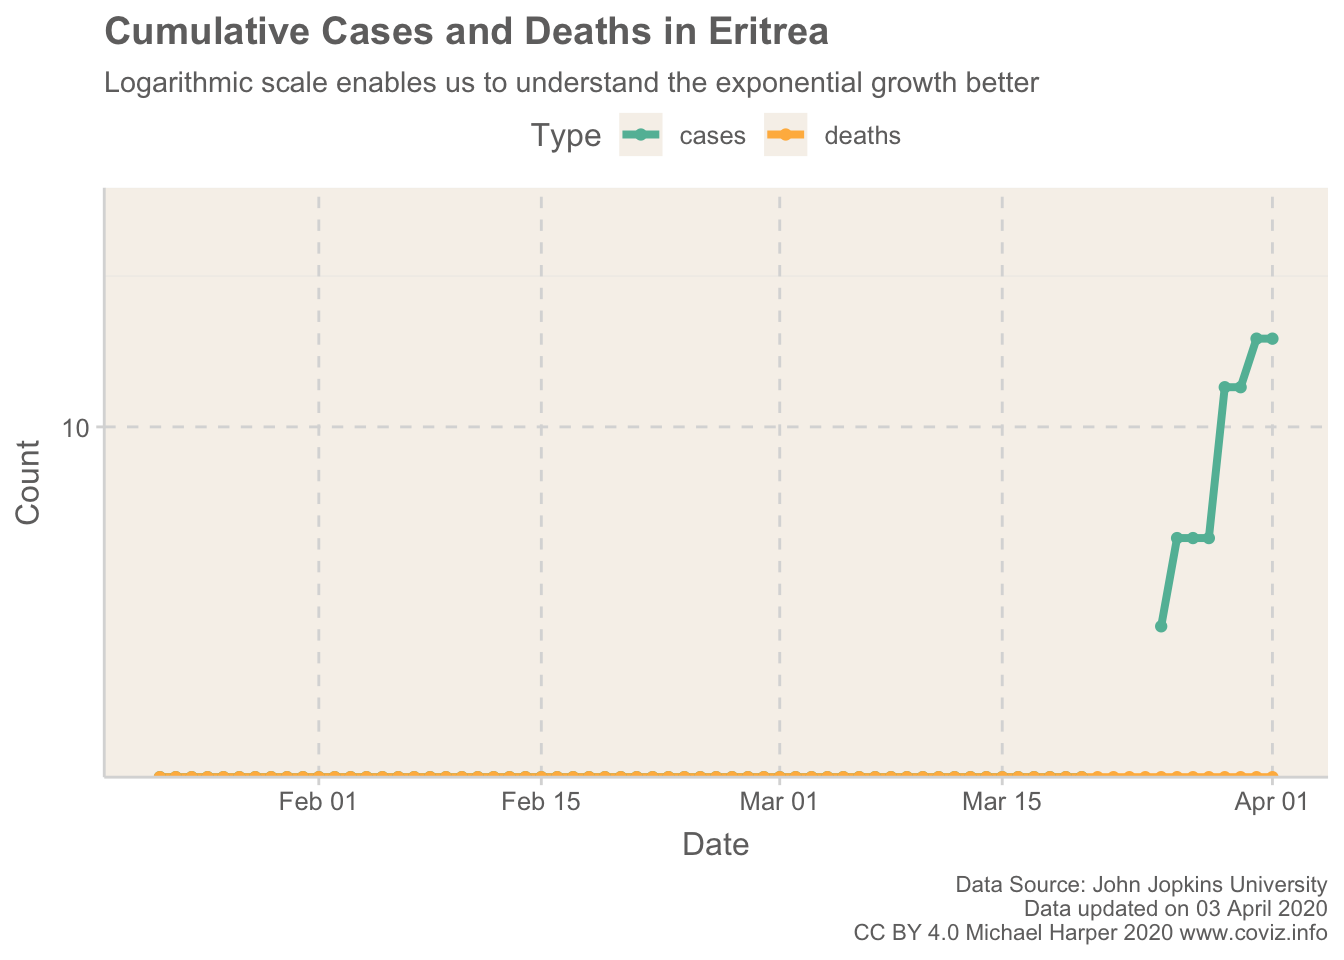 Cumulative Cases and Deaths in Eritrea
Logarithmic scale enables us to understand the exponential growth better
Type cases deaths
10
Count
Feb 01 Feb 15 Mar 01 Mar 15 Apr 01
Date
Data Source: John Jopkins University
Data updated on 03 April 2020
CC BY 4.0 Michael Harper 2020 www.coviz.info